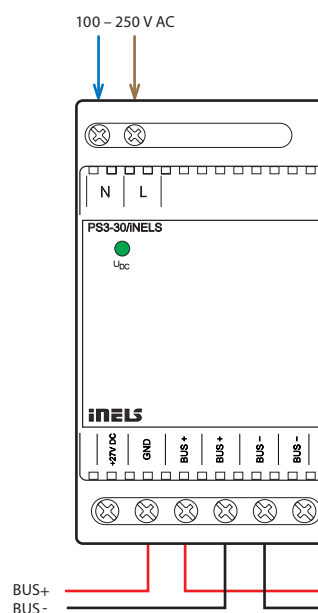 100 – 250 V AC
N L
PS3-30/iNELS
UDC
iNELS
+27V DC GND BUS + BUS + BUS – BUS –
BUS+
BUS -